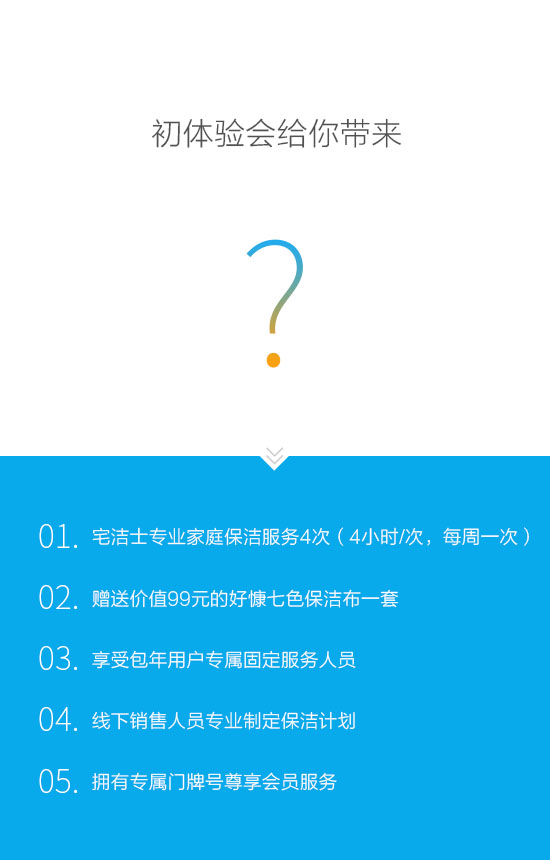 初体验会给你带来
?
01. 宅洁士专业家庭保洁服务4次（4小时/次，每周一次）
02. 赠送价值99元的好慷七色保洁布一套
03. 享受包年用户专属固定服务人员
04. 线下销售人员专业制定保洁计划
05. 拥有专属门牌号尊享会员服务